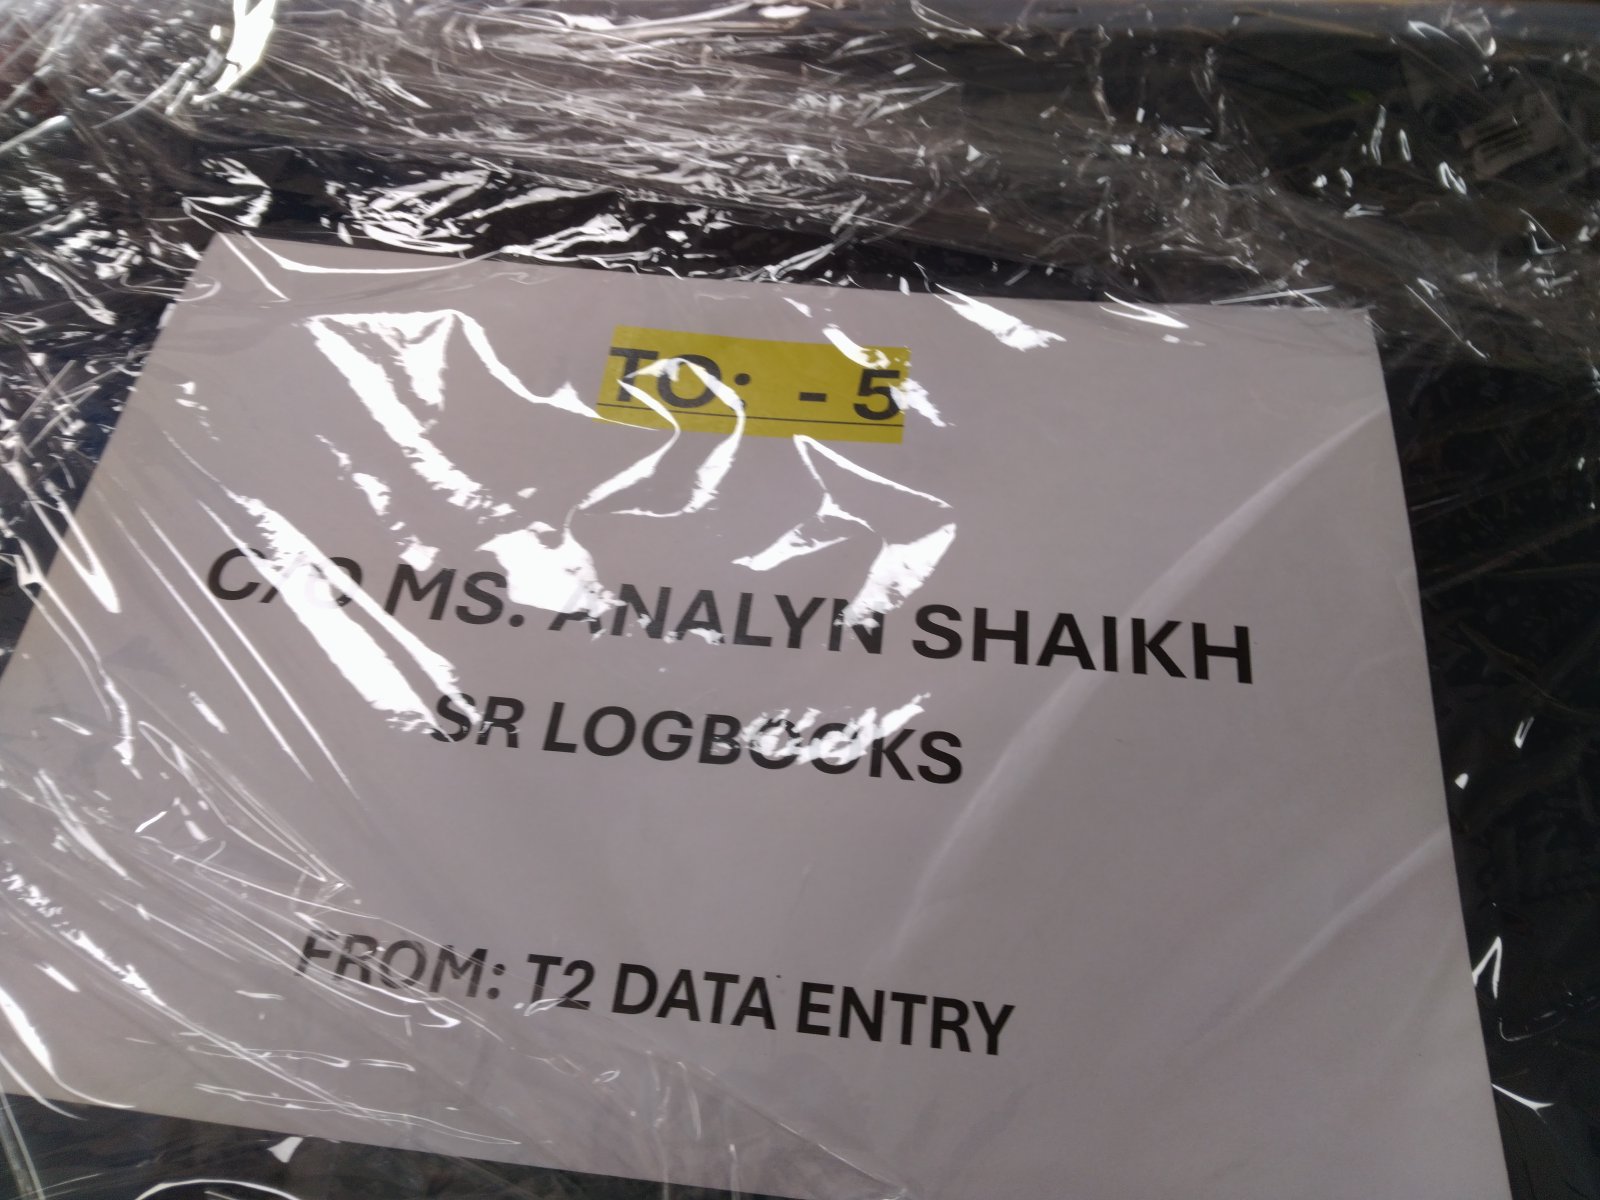 TO: - 5
C/O MS. ANALYN SHAIKH
SR LOGBOOKS
FROM: T2 DATA ENTRY